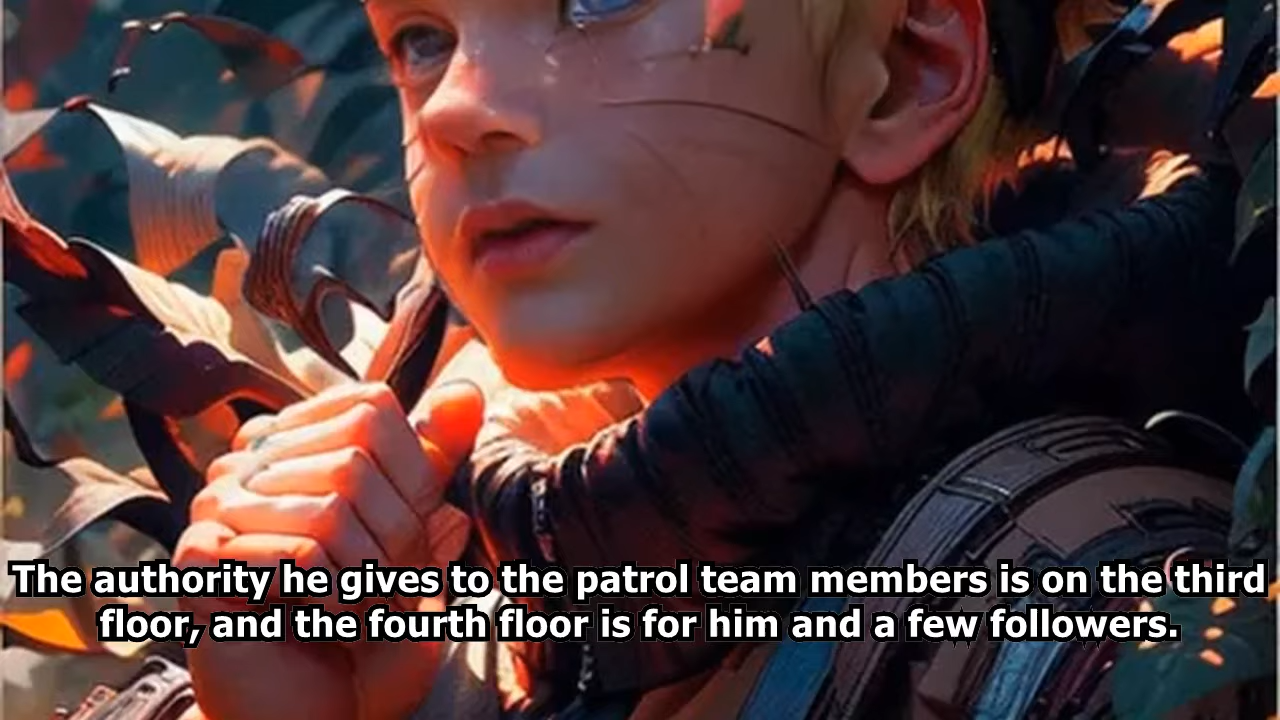 The authority he gives to the patrol team members is on the third
floor, and the fourth floor is for him and a few followers.